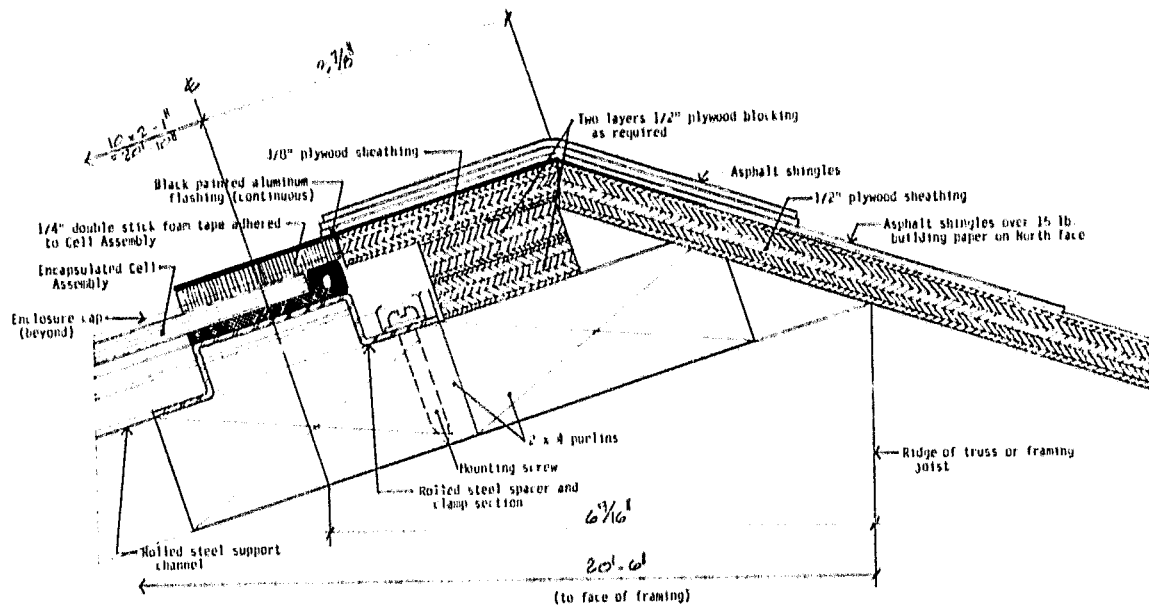 Two layers 1/2" plywood blocking
as required
3/8" plywood sheathing
Asphalt shingles
Black painted aluminum
flashing (continuous)
1/2" plywood sheathing
1/4" double stick foam tape adhered
to Cell Assembly
Asphalt shingles over 15 lb.
building paper on North face
Encapsulated Cell
Assembly
Enclosure cap
(beyond)
2 x 4 purlins
Mounting screw
Ridge of truss or framing
joist
Rolled steel spacer and
clamp section
Rolled steel support
channel
20'-6"
(to face of framing)